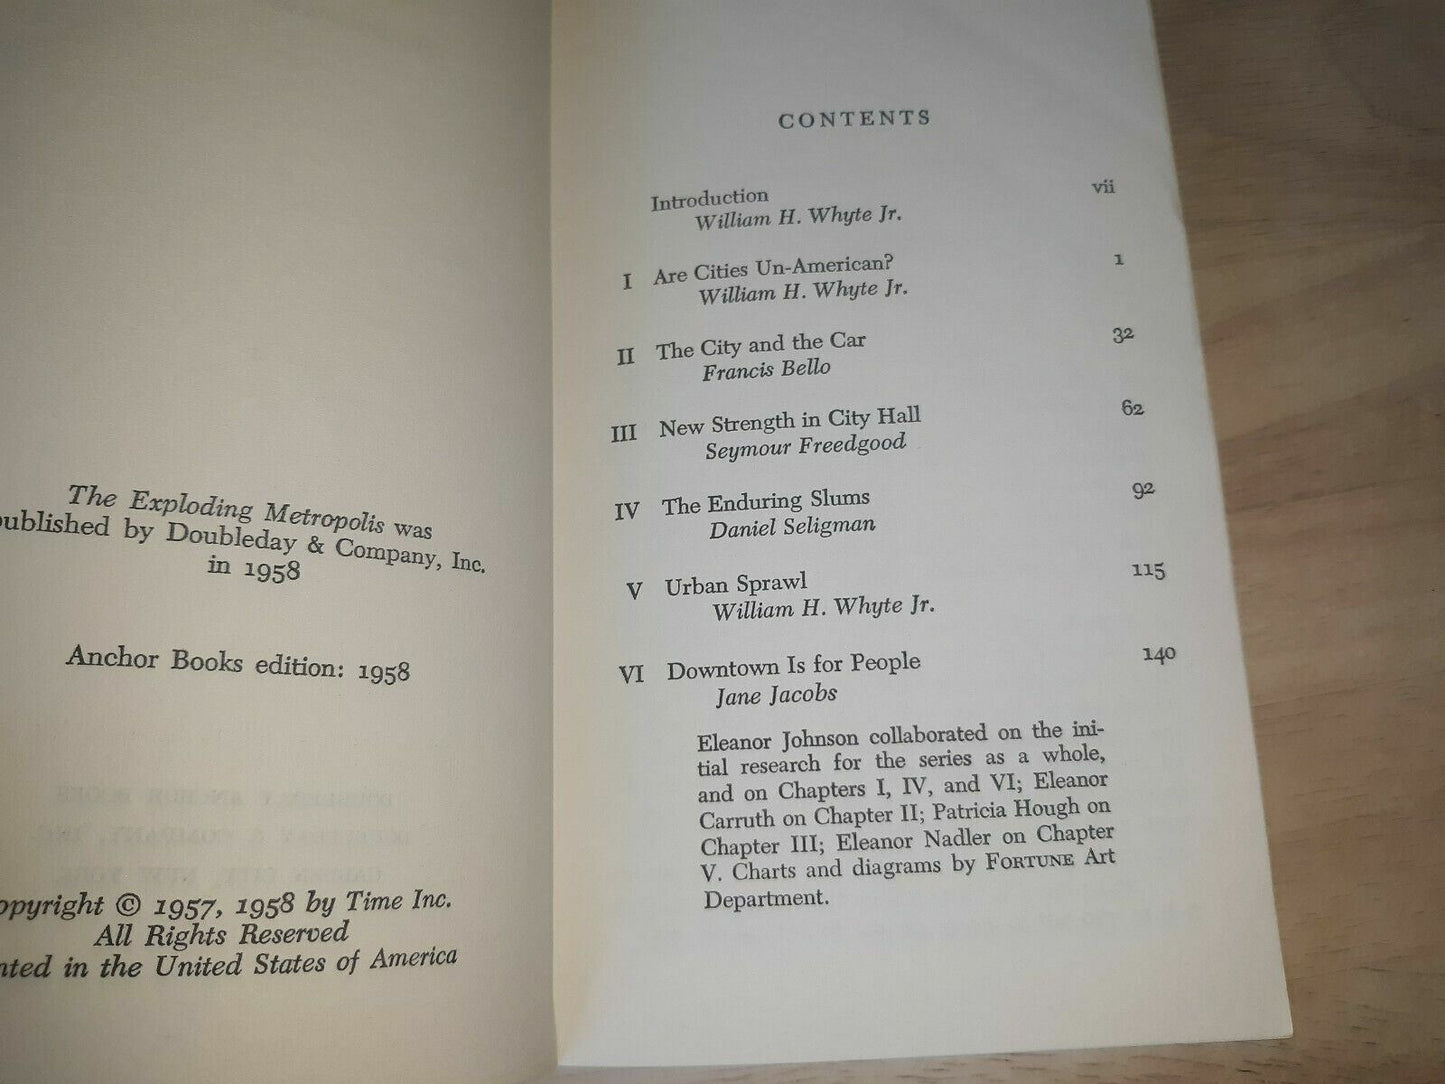 The Exploding Metropolis was
published by Doubleday & Company, Inc.
in 1958
Anchor Books edition: 1958
opyright © 1957, 1958 by Time Inc.
All Rights Reserved
nted in the United States of America
CONTENTS
Introduction vii
William H. Whyte Jr.
I Are Cities Un-American? 1
William H. Whyte Jr.
II The City and the Car 32
Francis Bello
III New Strength in City Hall 62
Seymour Freedgood
IV The Enduring Slums 92
Daniel Seligman
V Urban Sprawl 115
William H. Whyte Jr.
VI Downtown Is for People 140
Jane Jacobs
Eleanor Johnson collaborated on the ini-
tial research for the series as a whole,
and on Chapters I, IV, and VI; Eleanor
Carruth on Chapter II; Patricia Hough on
Chapter III; Eleanor Nadler on Chapter
V. Charts and diagrams by FORTUNE Art
Department.